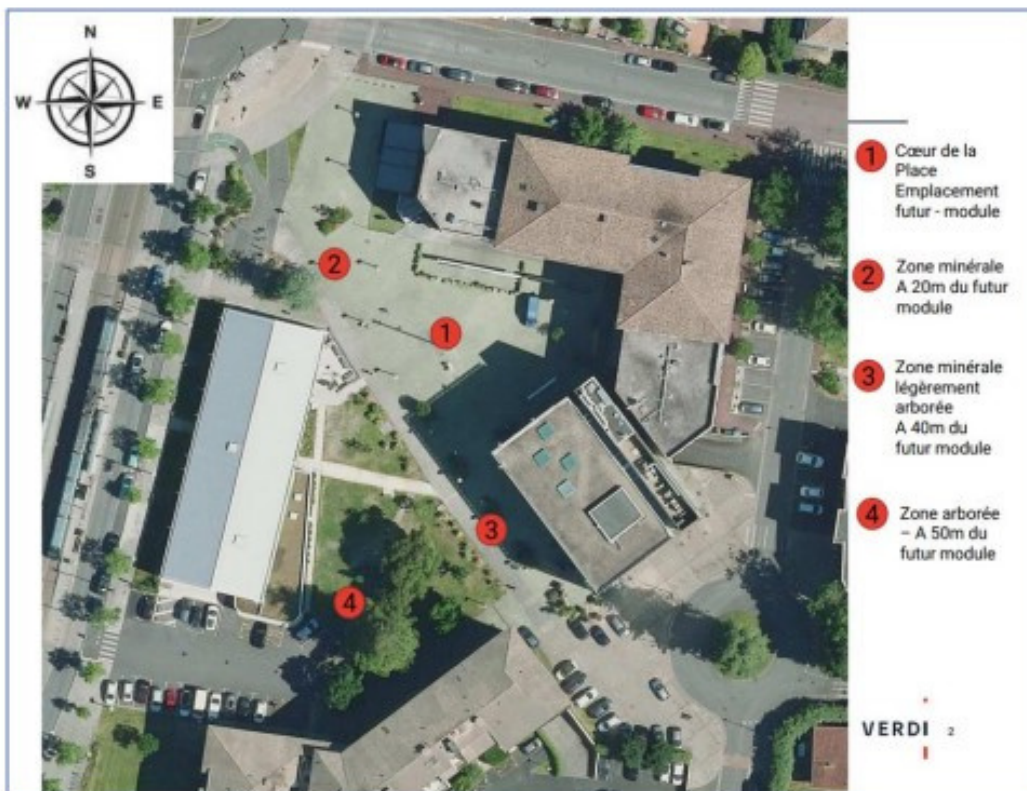 N
W E
S
1 Cœur de la
Place
Emplacement
futur - module
2 Zone minérale
A 20m du futur
module
3 Zone minérale
légèrement
arborée
A 40m du
futur module
4 Zone arborée
– A 50m du
futur module
2
1
3
4
VERDI 2